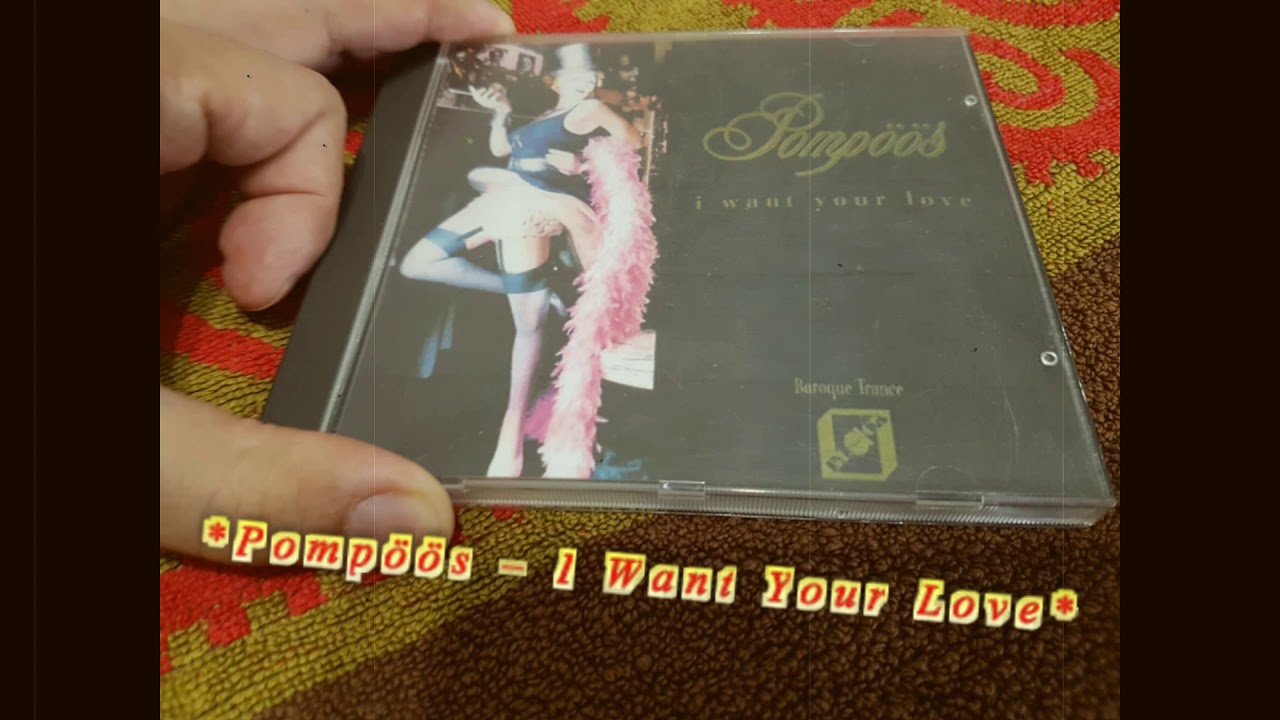 Pompöös
i want your love
Baroque Trance
*Pompöös – I Want Your Love*